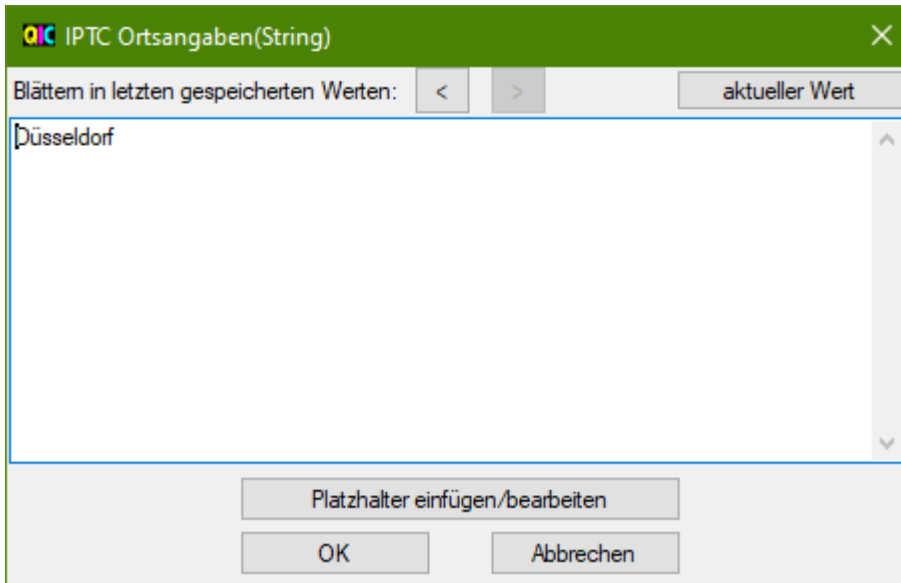 QIC IPTC Ortsangaben(String)
Blättern in letzten gespeicherten Werten: < > aktueller Wert
Düsseldorf
Platzhalter einfügen/bearbeiten
OK Abbrechen